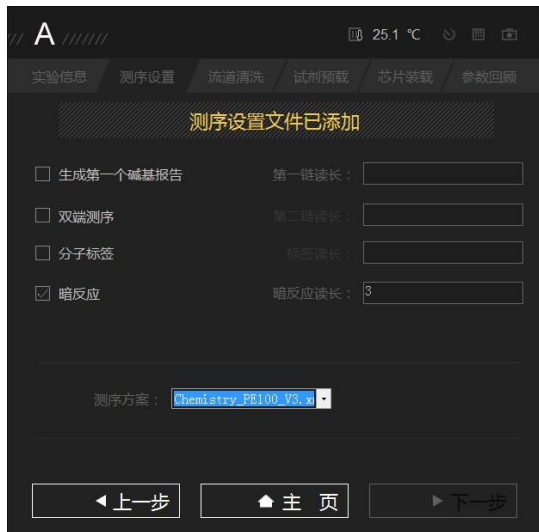 A
25.1 ℃
实验信息 测序设置 流道清洗 试剂预载 芯片装载 参数回顾
测序设置文件已添加
生成第一个碱基报告 第一链读长：
双端测序 第二链读长：
分子标签 标签读长：
暗反应 暗反应读长： 3
测序方案： Chemistry_PE100_V3.x
上一步 主 页 下一步